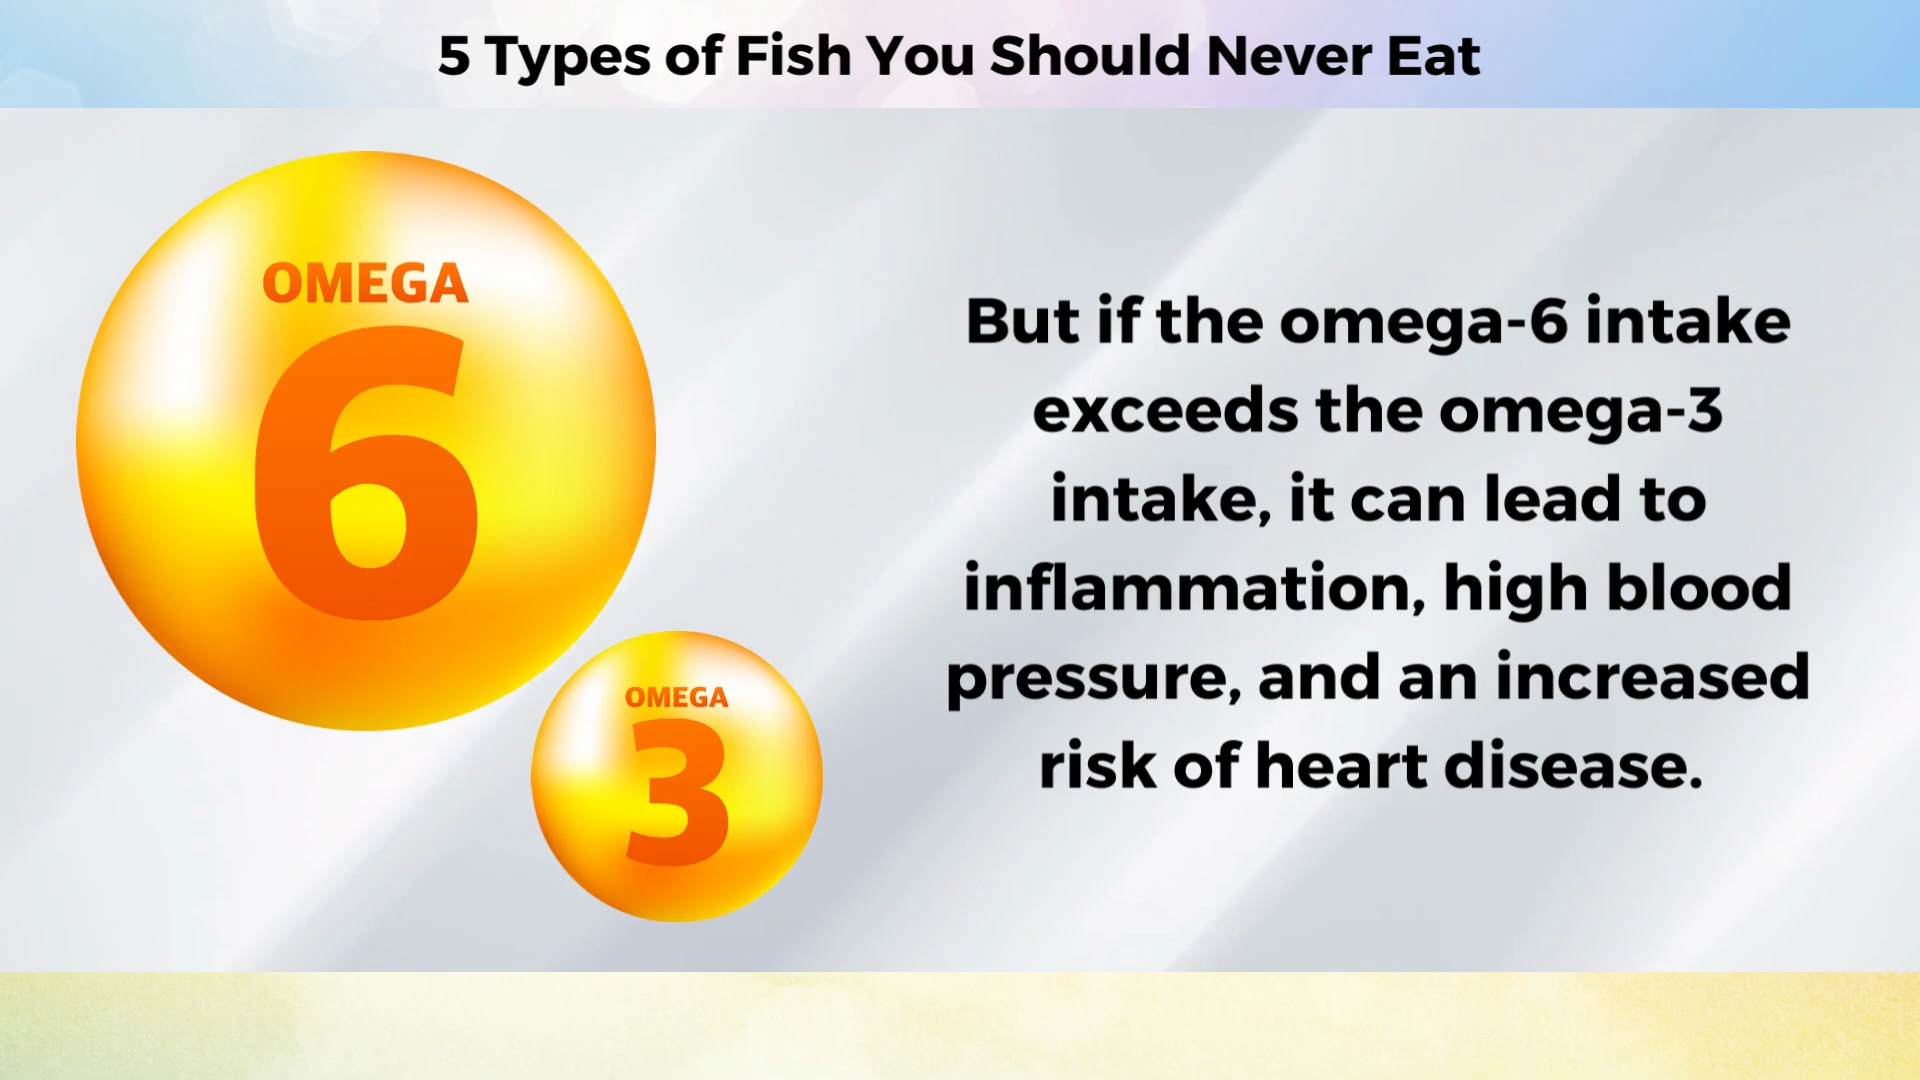 5 Types of Fish You Should Never Eat
OMEGA
6
OMEGA
3
But if the omega-6 intake
exceeds the omega-3
intake, it can lead to
inflammation, high blood
pressure, and an increased
risk of heart disease.